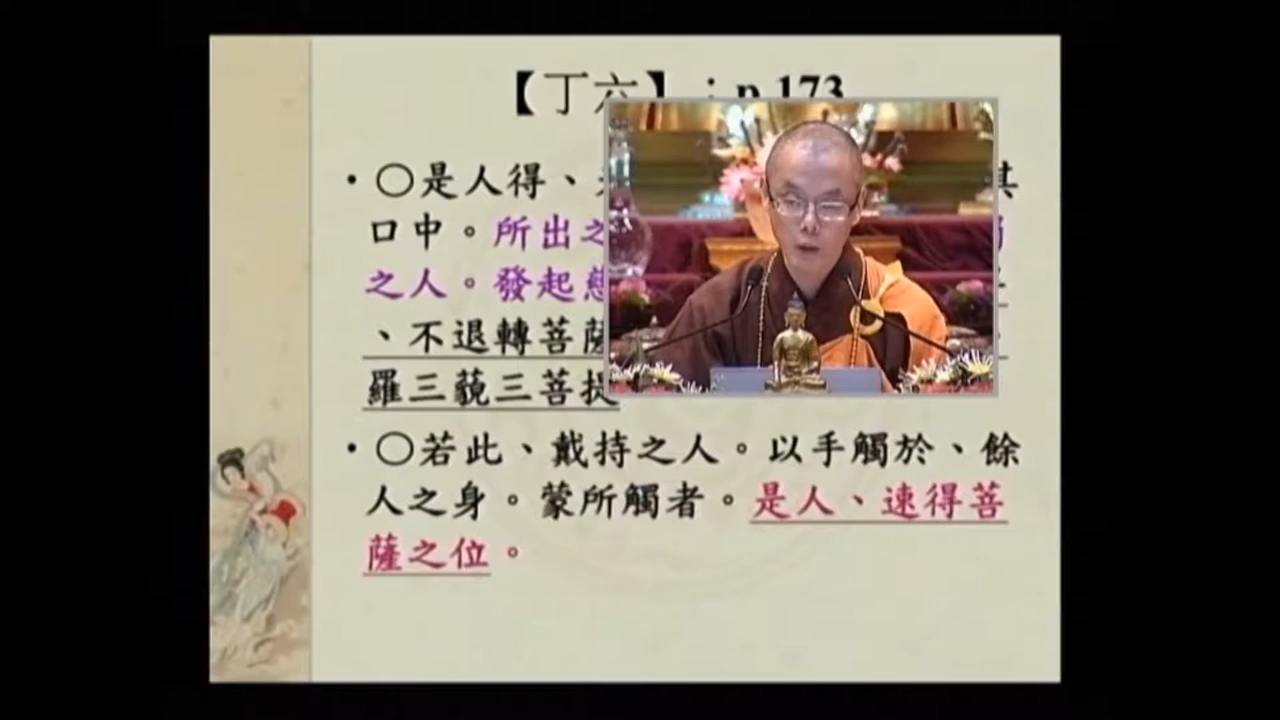 【丁六】：p.173
・○是人得、
其
口中。所出之
之人。發起
、不退轉菩薩
羅三藐三菩提
・○若此、戴持之人。以手觸於、餘
人之身。蒙所觸者。是人、速得菩
薩之位。